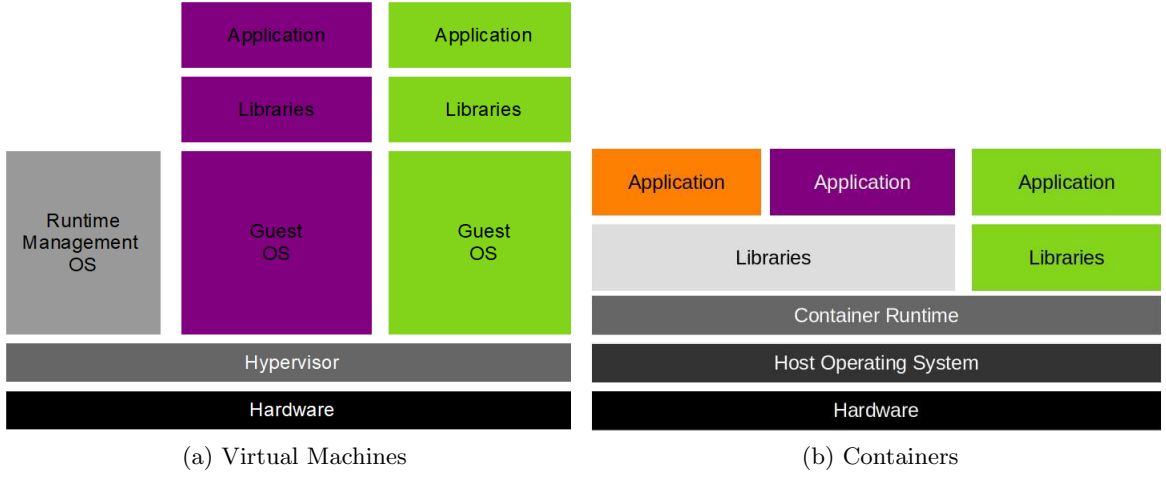 Application
Application
Libraries
Libraries
Runtime
Management
OS
Guest
OS
Guest
OS
Hypervisor
Hardware
(a) Virtual Machines
Application
Application
Application
Libraries
Libraries
Container Runtime
Host Operating System
Hardware
(b) Containers